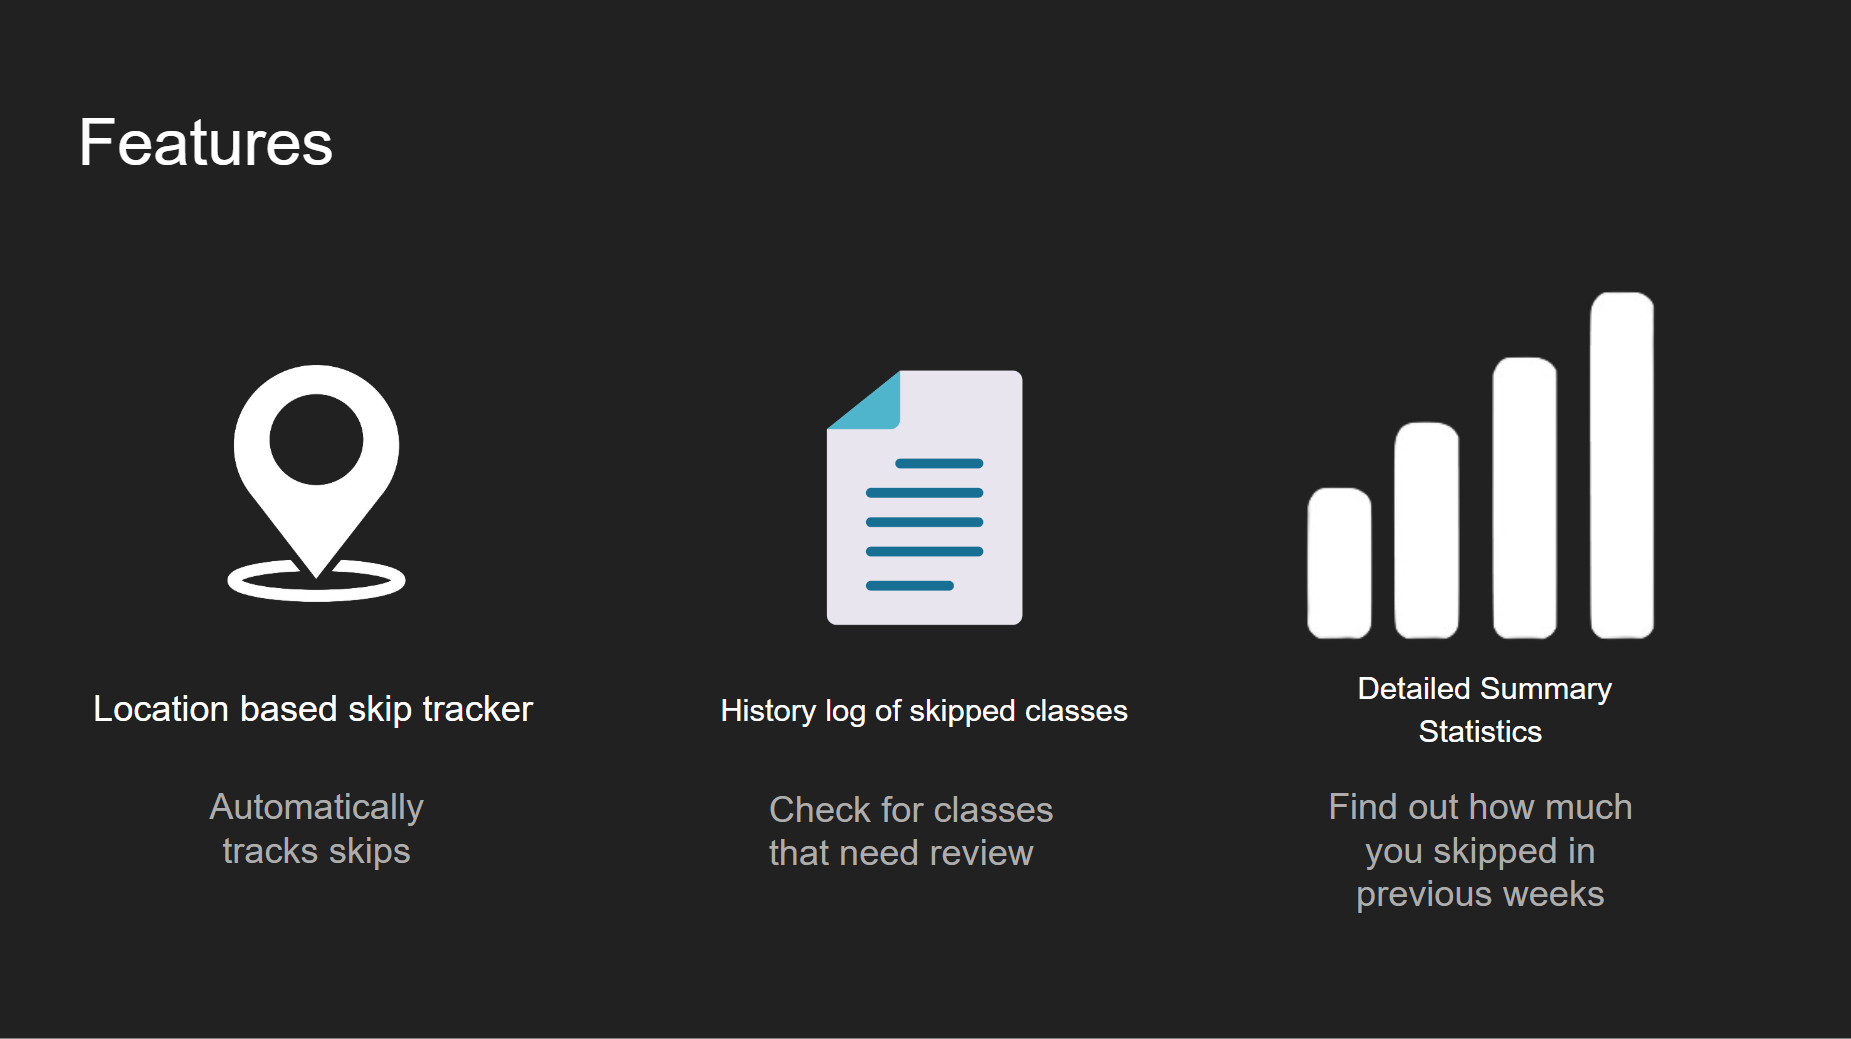 Features
Location based skip tracker
Automatically
tracks skips
History log of skipped classes
Check for classes
that need review
Detailed Summary
Statistics
Find out how much
you skipped in
previous weeks